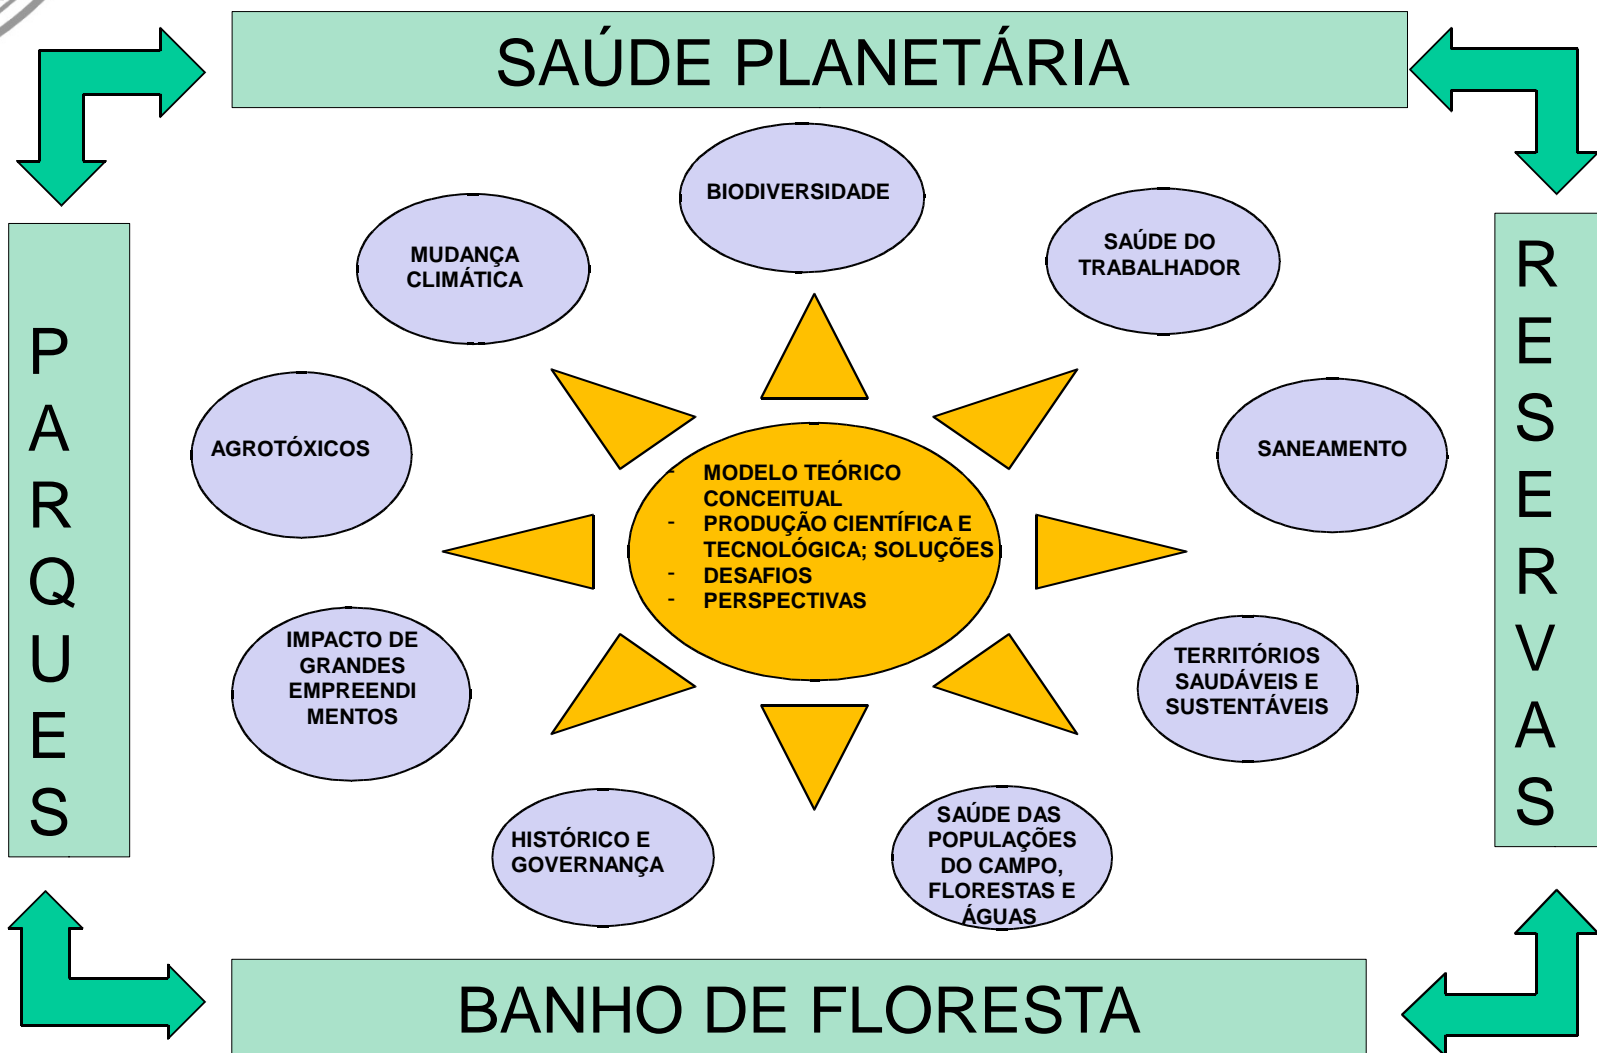 SAÚDE PLANETÁRIA
BIODIVERSIDADE
MUDANÇA
CLIMÁTICA
SAÚDE DO
TRABALHADOR
PARQUES
RESERVAS
AGROTÓXICOS
SANEAMENTO
- MODELO TEÓRICO
CONCEITUAL
- PRODUÇÃO CIENTÍFICA E
TECNOLÓGICA; SOLUÇÕES
- DESAFIOS
- PERSPECTIVAS
IMPACTO DE
GRANDES
EMPREENDI
MENTOS
TERRITÓRIOS
SAUDÁVEIS E
SUSTENTÁVEIS
HISTÓRICO E
GOVERNANÇA
SAÚDE DAS
POPULAÇÕES
DO CAMPO,
FLORESTAS E
ÁGUAS
BANHO DE FLORESTA